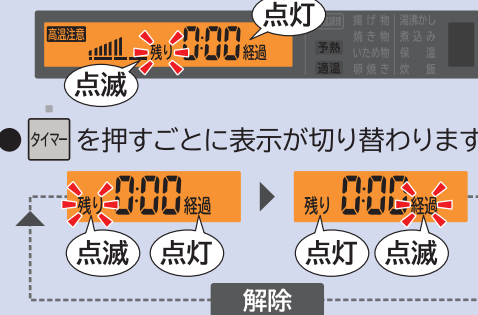 点灯
高温注意 残り 0:00 経過
揚げ物 湯沸かし
焼き物 煮込み
予熱 いため物 保温
適温 卵焼き 炊飯
点滅
● タイマー を押すごとに表示が切り替わります
残り 0:00 経過 残り 0:00 経過
点滅 点灯 点灯 点滅
解除